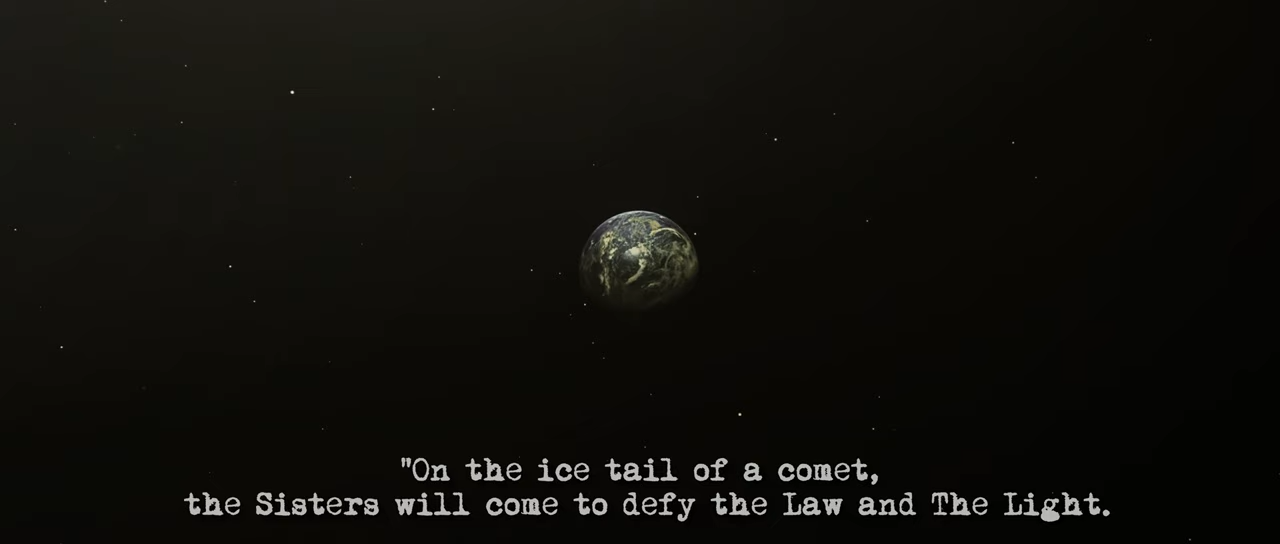 "On the ice tail of a comet,
the Sisters will come to defy the Law and The Light.